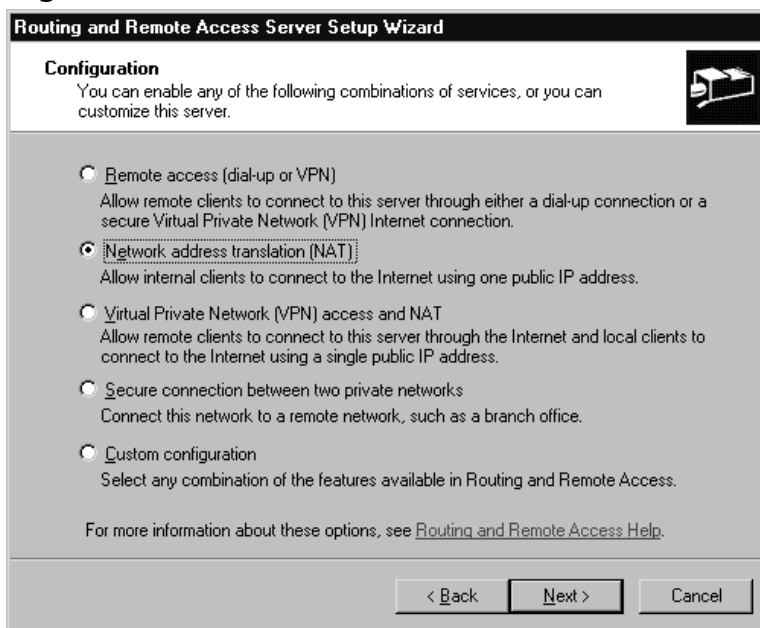 Routing and Remote Access Server Setup Wizard
Configuration
You can enable any of the following combinations of services, or you can
customize this server.
Remote access (dial-up or VPN)
Allow remote clients to connect to this server through either a dial-up connection or a
secure Virtual Private Network (VPN) Internet connection.
Network address translation (NAT)
Allow internal clients to connect to the Internet using one public IP address.
Virtual Private Network (VPN) access and NAT
Allow remote clients to connect to this server through the Internet and local clients to
connect to the Internet using a single public IP address.
Secure connection between two private networks
Connect this network to a remote network, such as a branch office.
Custom configuration
Select any combination of the features available in Routing and Remote Access.
For more information about these options, see Routing and Remote Access Help.
< Back Next > Cancel